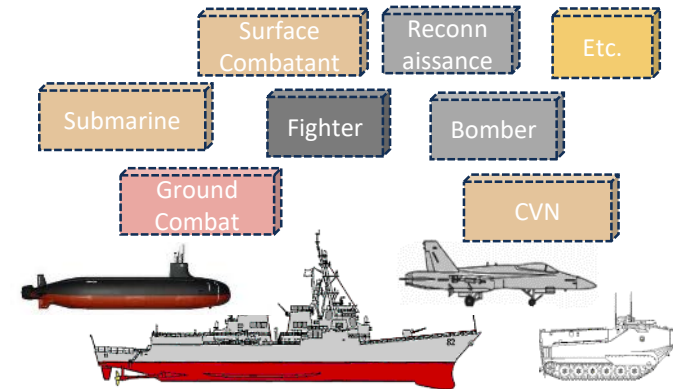 Surface
Combatant
Reconn
aissance
Etc.
Submarine
Fighter
Bomber
Ground
Combat
CVN